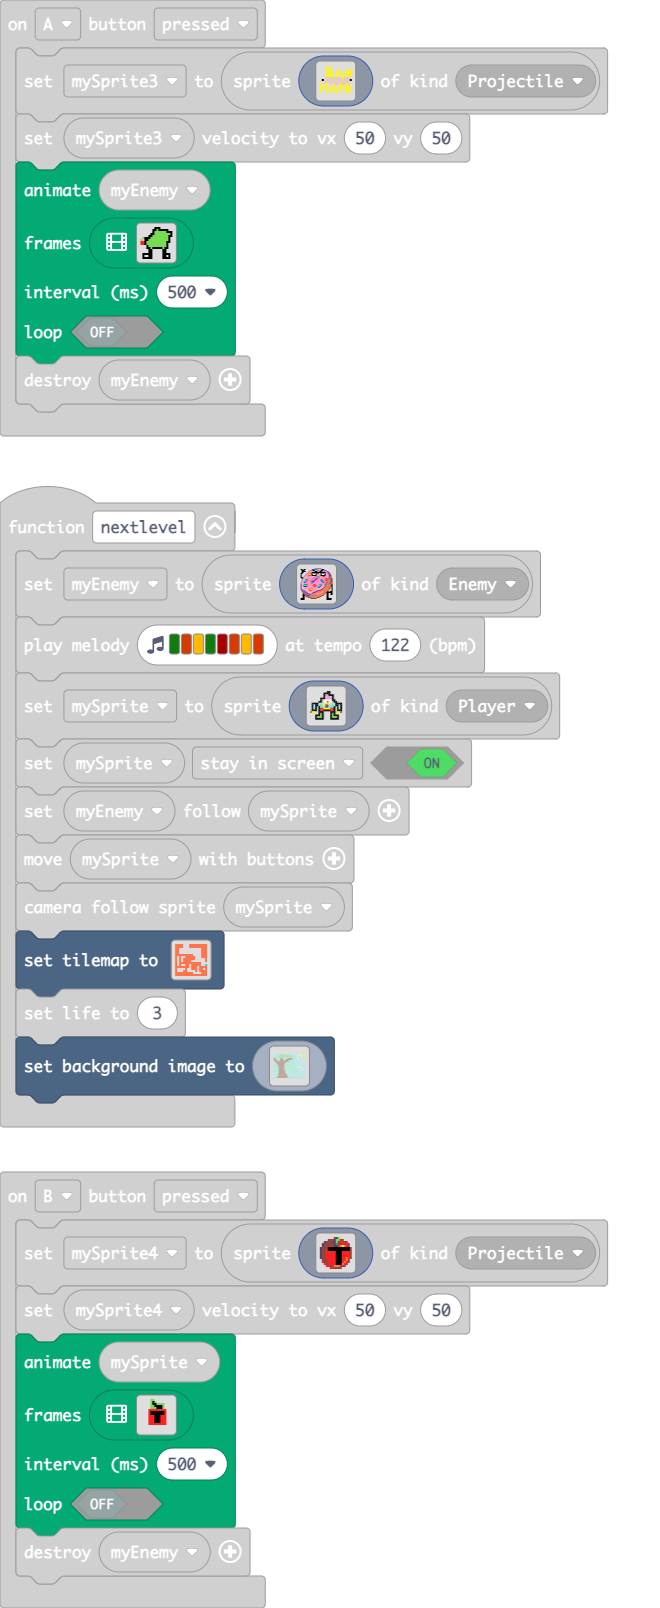 on A button pressed
set mySprite3 to sprite of kind Projectile
set mySprite3 velocity to vx 50 vy 50
animate myEnemy
frames
interval (ms) 500
loop OFF
destroy myEnemy
function nextlevel
set myEnemy to sprite of kind Enemy
play melody at tempo 122 (bpm)
set mySprite to sprite of kind Player
set mySprite stay in screen ON
set myEnemy follow mySprite
move mySprite with buttons
camera follow sprite mySprite
set tilemap to
set life to 3
set background image to
on B button pressed
set mySprite4 to sprite T of kind Projectile
set mySprite4 velocity to vx 50 vy 50
animate mySprite
frames T
interval (ms) 500
loop OFF
destroy myEnemy